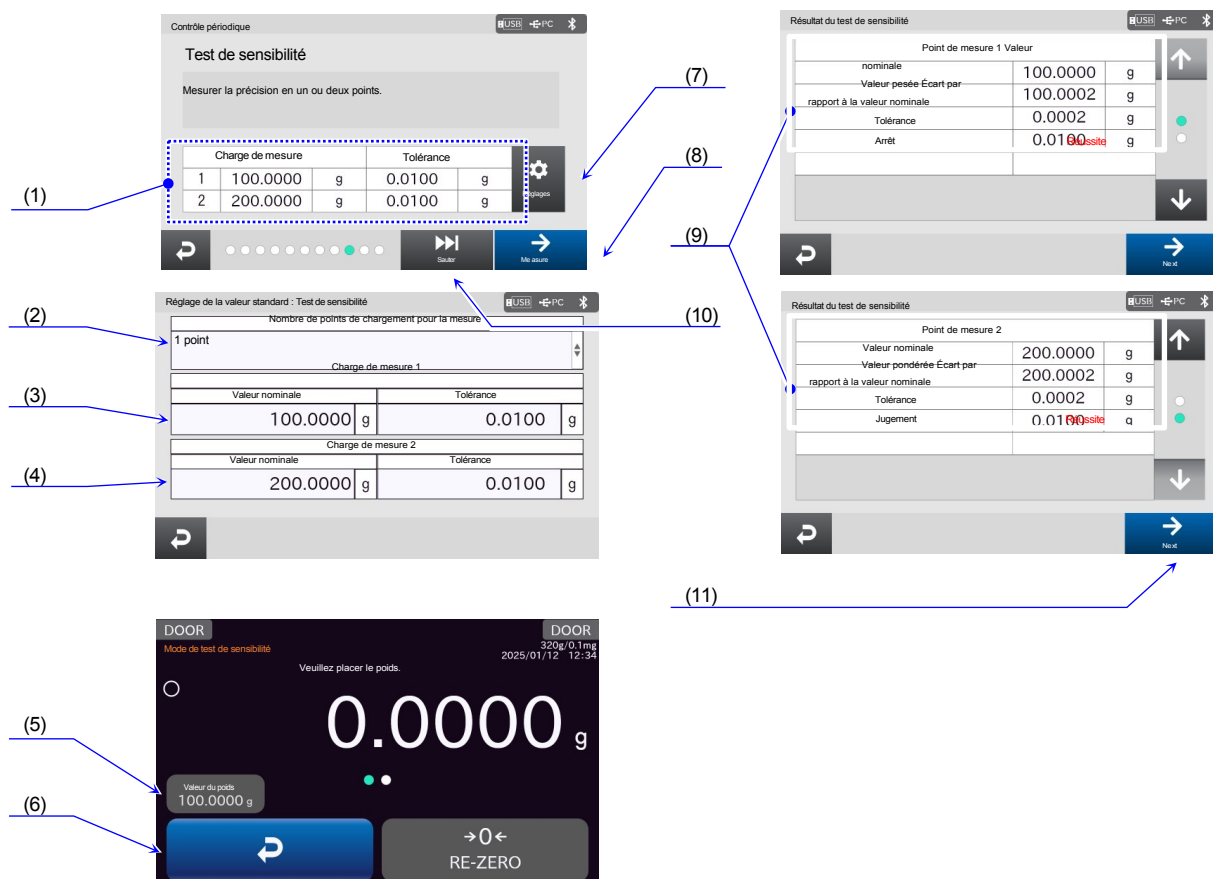 Contrôle périodique
USB PC
Test de sensibilité
Mesurer la précision en un ou deux points.
Charge de mesure Tolérance
1 100.0000 g 0.0100 g
2 200.0000 g 0.0100 g
Réglages
Sauter
Me asure
(1)
Réglage de la valeur standard : Test de sensibilité
USB PC
Nombre de points de chargement pour la mesure
1 point
Charge de mesure 1
Valeur nominale Tolérance
100.0000 g 0.0100 g
Charge de mesure 2
Valeur nominale Tolérance
200.0000 g 0.0100 g
(2)
(3)
(4)
DOOR DOOR
Mode de test de sensibilité
320g/0.1mg
2025/01/12 12:34
Veuillez placer le poids.
0.0000 g
Valeur du poids
100.0000 g
→0←
RE-ZERO
(5)
(6)
(7)
(8)
(9)
(10)
(11)
Résultat du test de sensibilité
USB PC
Point de mesure 1 Valeur
nominale
100.0000 g
Valeur pesée Écart par
100.0002 g
rapport à la valeur nominale
Tolérance
0.0002 g
Arrêt
0.0100 g
Réussite
Next
Résultat du test de sensibilité
USB PC
Point de mesure 2
Valeur nominale
200.0000 g
Valeur pondérée Écart par
200.0002 g
rapport à la valeur nominale
Tolérance
0.0002 g
Jugement
0.0100 g
Réussite
Next